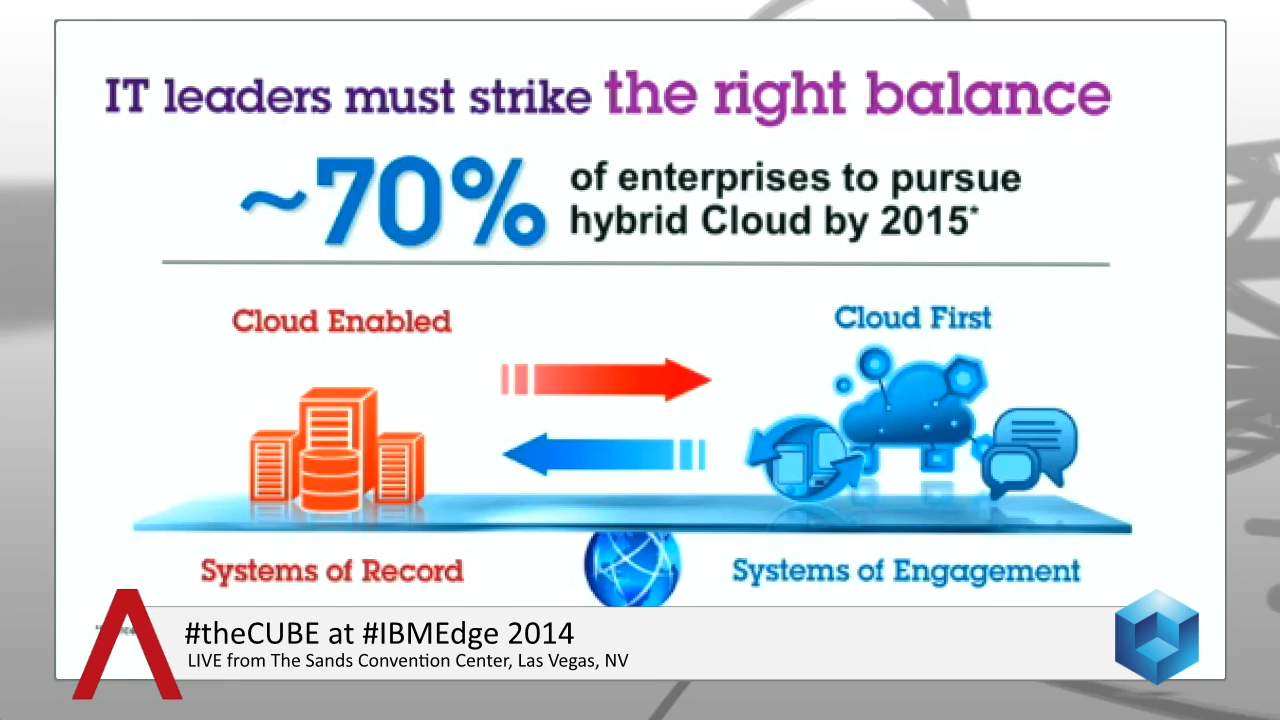 IT leaders must strike the right balance
~70% of enterprises to pursue
hybrid Cloud by 2015*
Cloud Enabled
Cloud First
Systems of Record
Systems of Engagement
#theCUBE at #IBMEdge 2014
LIVE from The Sands Convention Center, Las Vegas, NV